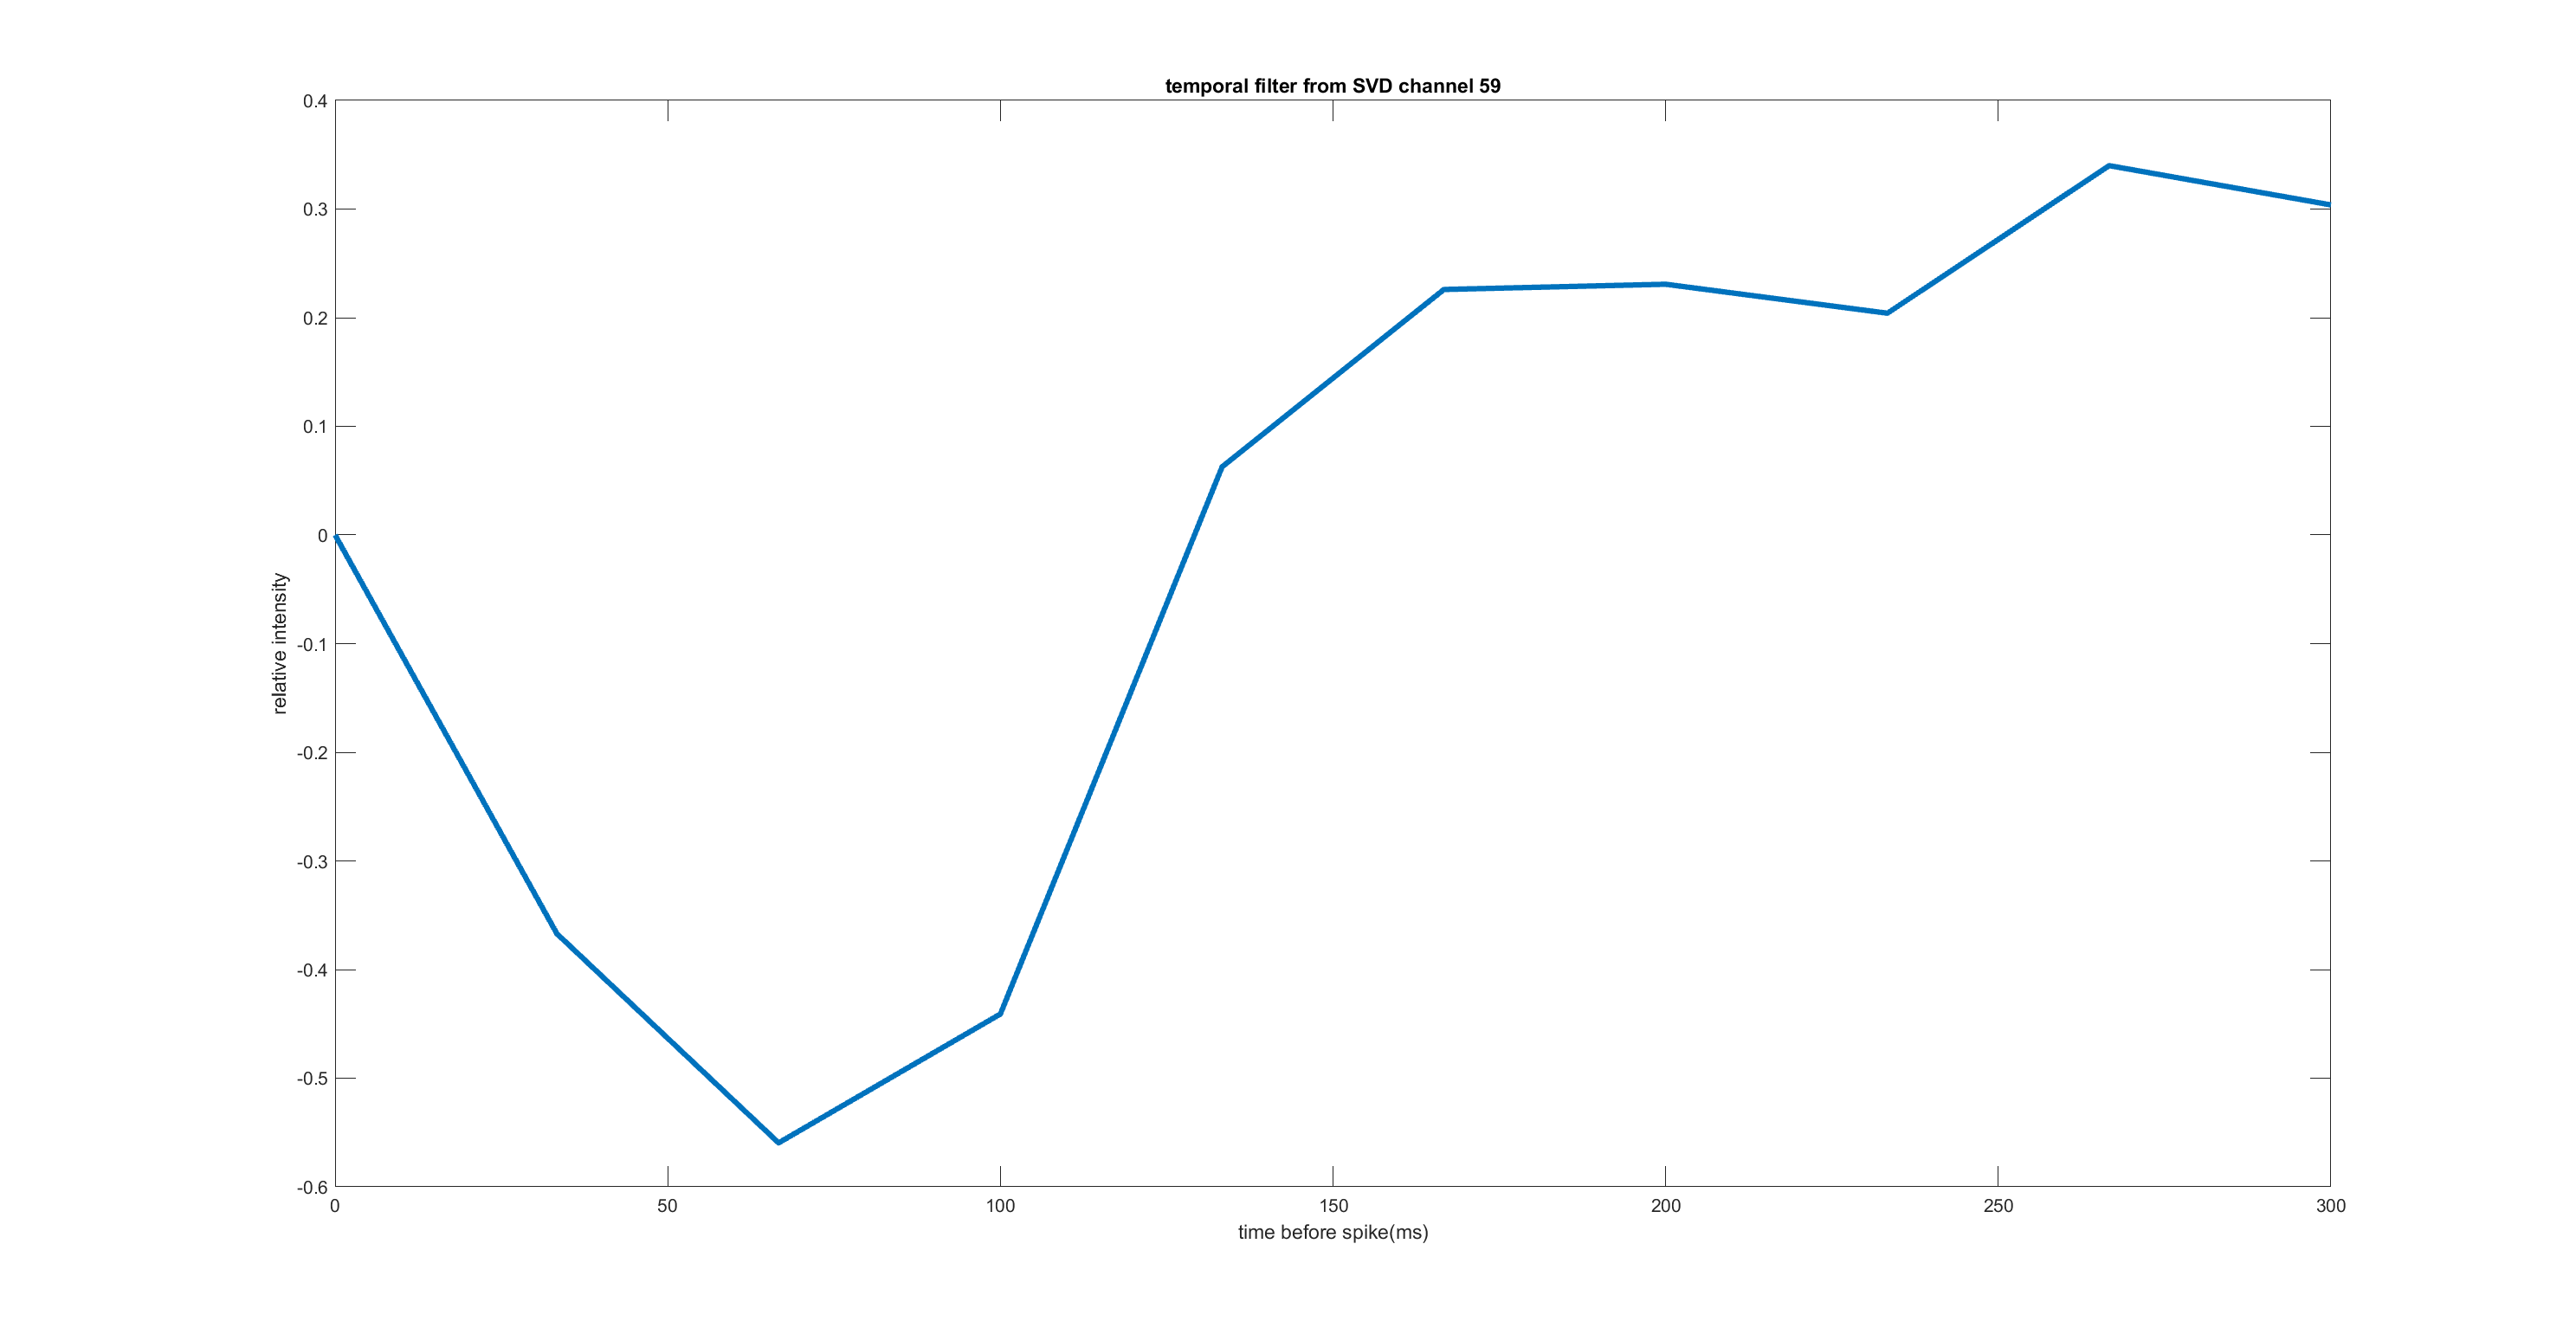 temporal filter from SVD channel 59
0.4
0.3
0.2
0.1
0
-0.1
-0.2
-0.3
-0.4
-0.5
-0.6
relative intensity
0 50 100 150 200 250 300
time before spike(ms)